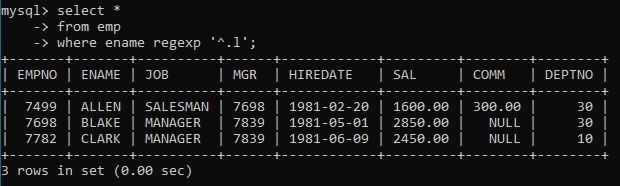 mysql> select *
    -> from emp
    -> where ename regexp '^.l';
+-------+-------+----------+------+------------+---------+--------+--------+
| EMPNO | ENAME | JOB      | MGR  | HIREDATE   | SAL     | COMM   | DEPTNO |
+-------+-------+----------+------+------------+---------+--------+--------+
|  7499 | ALLEN | SALESMAN | 7698 | 1981-02-20 | 1600.00 | 300.00 |     30 |
|  7698 | BLAKE | MANAGER  | 7839 | 1981-05-01 | 2850.00 |   NULL |     30 |
|  7782 | CLARK | MANAGER  | 7839 | 1981-06-09 | 2450.00 |   NULL |     10 |
+-------+-------+----------+------+------------+---------+--------+--------+
3 rows in set (0.00 sec)